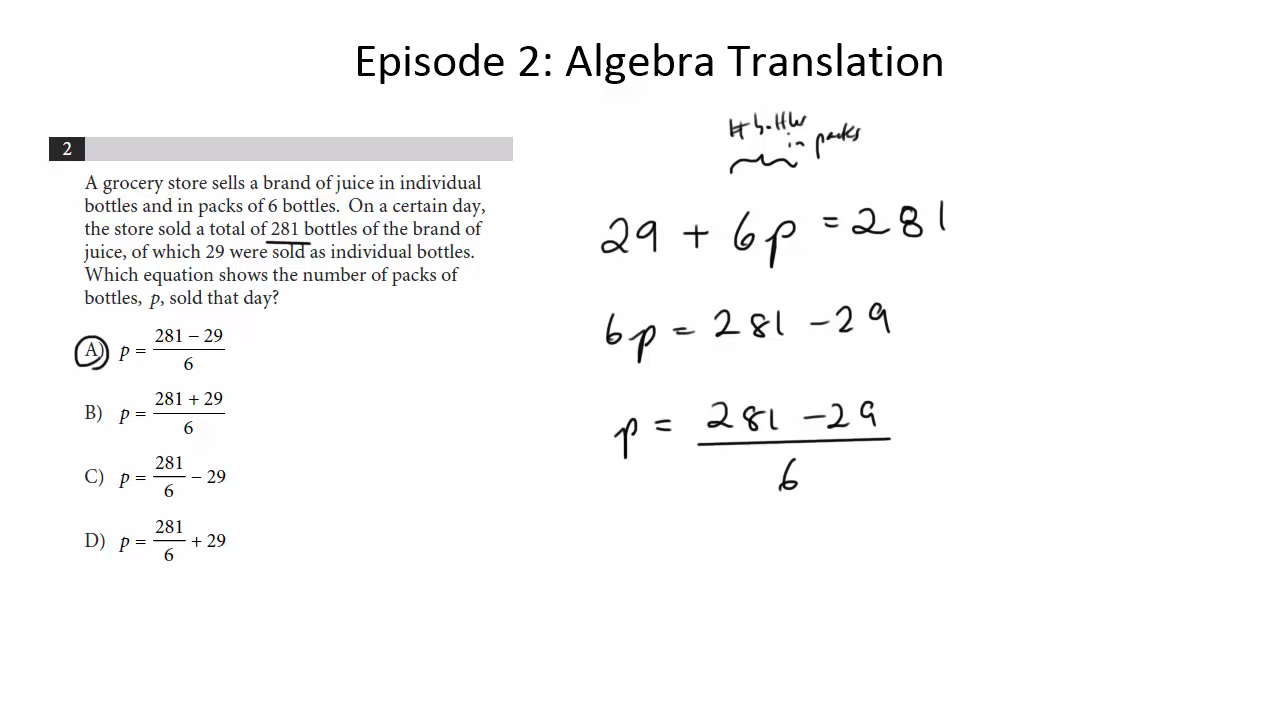 Episode 2: Algebra Translation
2
A grocery store sells a brand of juice in individual
bottles and in packs of 6 bottles. On a certain day,
the store sold a total of 281 bottles of the brand of
juice, of which 29 were sold as individual bottles.
Which equation shows the number of packs of
bottles, p, sold that day?
A) p = (281 − 29)/6
B) p = (281 + 29)/6
C) p = 281/6 − 29
D) p = 281/6 + 29
# bottles
in packs
29 + 6p = 281
6p = 281 − 29
p = (281 − 29)/6